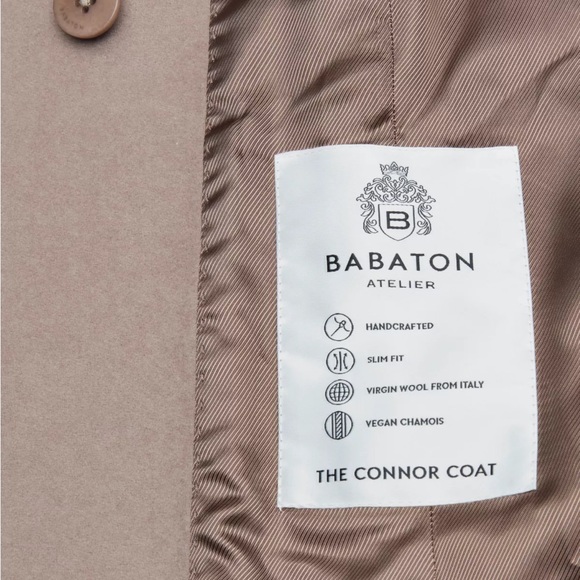 B
BABATON
ATELIER
HANDCRAFTED
SLIM FIT
VIRGIN WOOL FROM ITALY
VEGAN CHAMOIS
THE CONNOR COAT